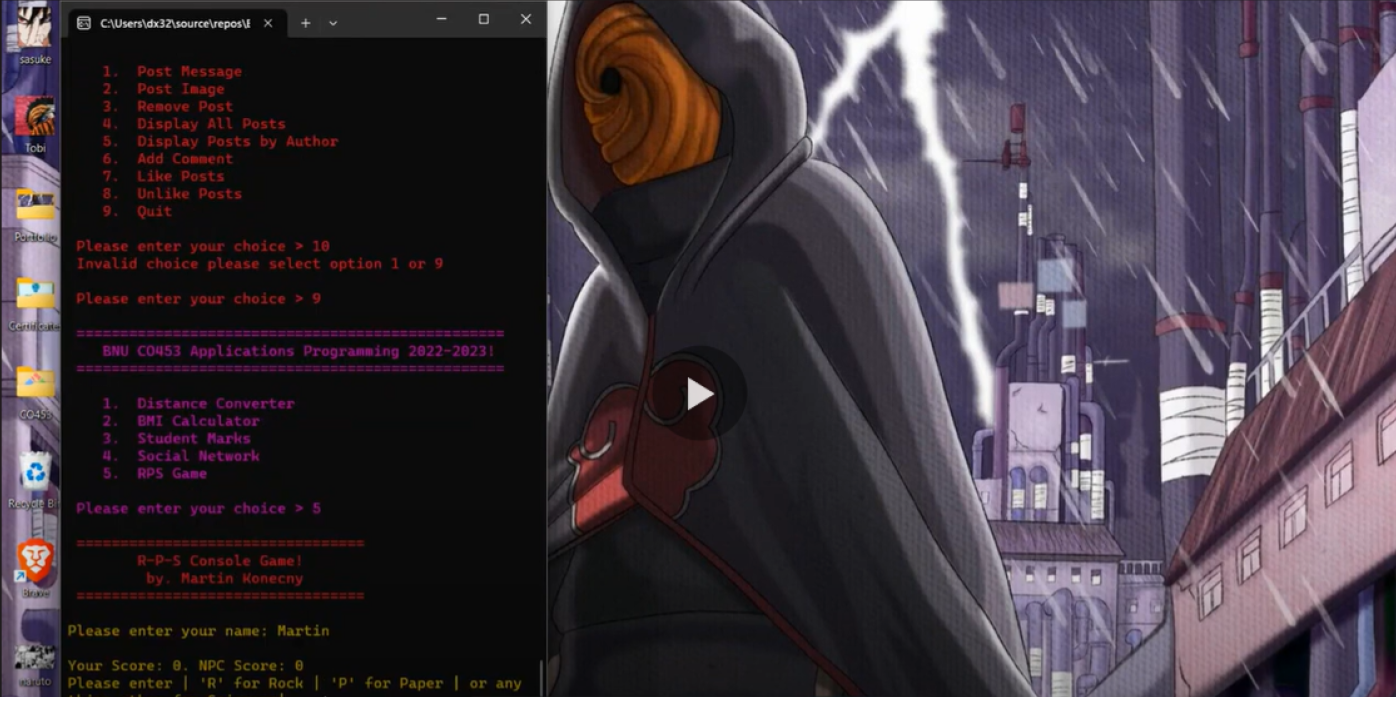 sasuke
Tobi
Portfolio
Certificate
CO453
Recycle Bi
Brave
naruto
C:\Users\dx32\source\repos\E
1. Post Message
2. Post Image
3. Remove Post
4. Display All Posts
5. Display Posts by Author
6. Add Comment
7. Like Posts
8. Unlike Posts
9. Quit
Please enter your choice > 10
Invalid choice please select option 1 or 9
Please enter your choice > 9
================================================
BNU CO453 Applications Programming 2022-2023!
================================================
1. Distance Converter
2. BMI Calculator
3. Student Marks
4. Social Network
5. RPS Game
Please enter your choice > 5
=================================
R-P-S Console Game!
by. Martin Konecny
=================================
Please enter your name: Martin
Your Score: 0. NPC Score: 0
Please enter | 'R' for Rock | 'P' for Paper | or any